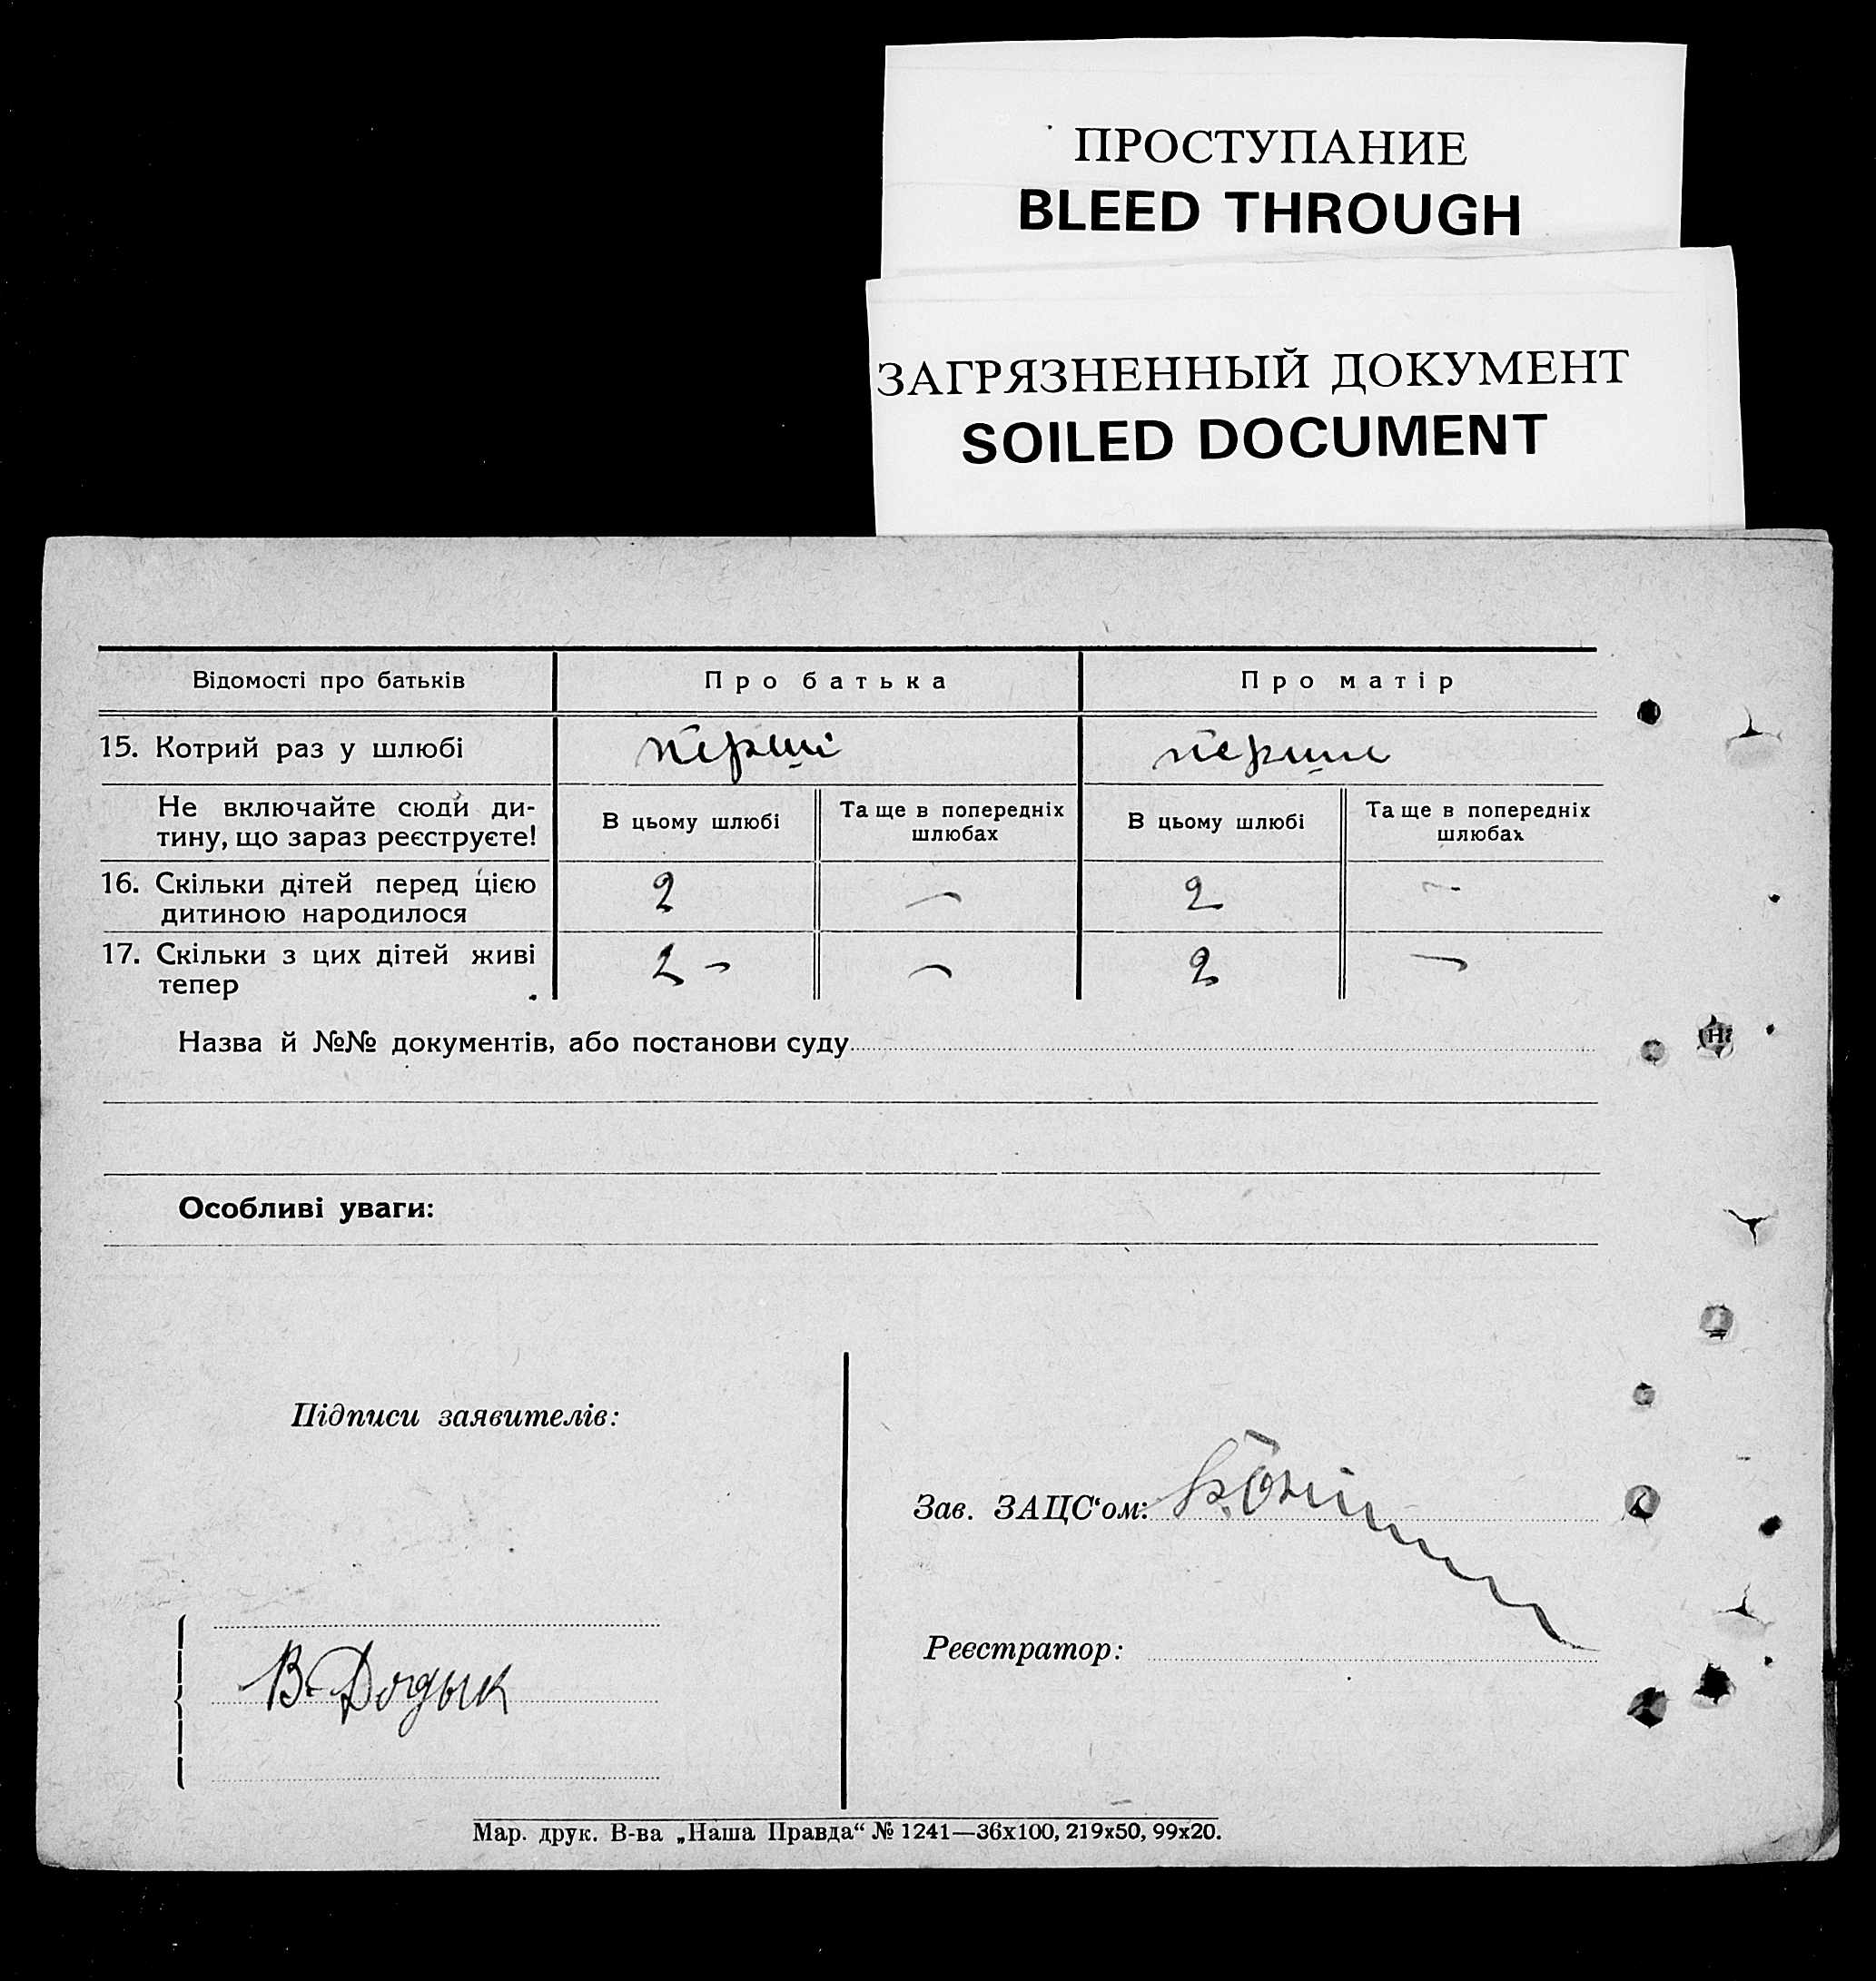 ПРОСТУПАНИЕ
BLEED THROUGH
ЗАГРЯЗНЕННЫЙ ДОКУМЕНТ
SOILED DOCUMENT
Відомості про батьків Про батька Про матір
15. Котрий раз у шлюбі перші перши
Не включайте сюди ди-
тину, що зараз реєструєте!
В цьому шлюбі
Та ще в попередніх
шлюбах
В цьому шлюбі
Та ще в попередніх
шлюбах
16. Скільки дітей перед цією
дитиною народилося
2 — 2 —
17. Скільки з цих дітей живі
тепер
2 — — 2 —
Назва й №№ документів, або постанови суду
Особливі уваги:
Підписи заявителів:
Зав. ЗАЦС‘ом:
Реєстратор:
В. Додык
Мар. друк. В-ва „Наша Правда“ № 1241—36х100, 219х50, 99х20.